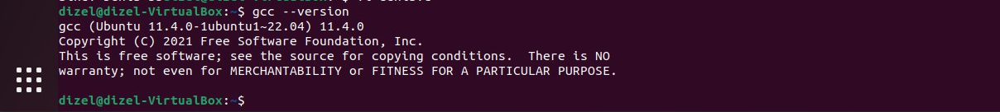 dizel@dizel-VirtualBox:~$ gcc --version
gcc (Ubuntu 11.4.0-1ubuntu1~22.04) 11.4.0
Copyright (C) 2021 Free Software Foundation, Inc.
This is free software; see the source for copying conditions.  There is NO
warranty; not even for MERCHANTABILITY or FITNESS FOR A PARTICULAR PURPOSE.
dizel@dizel-VirtualBox:~$